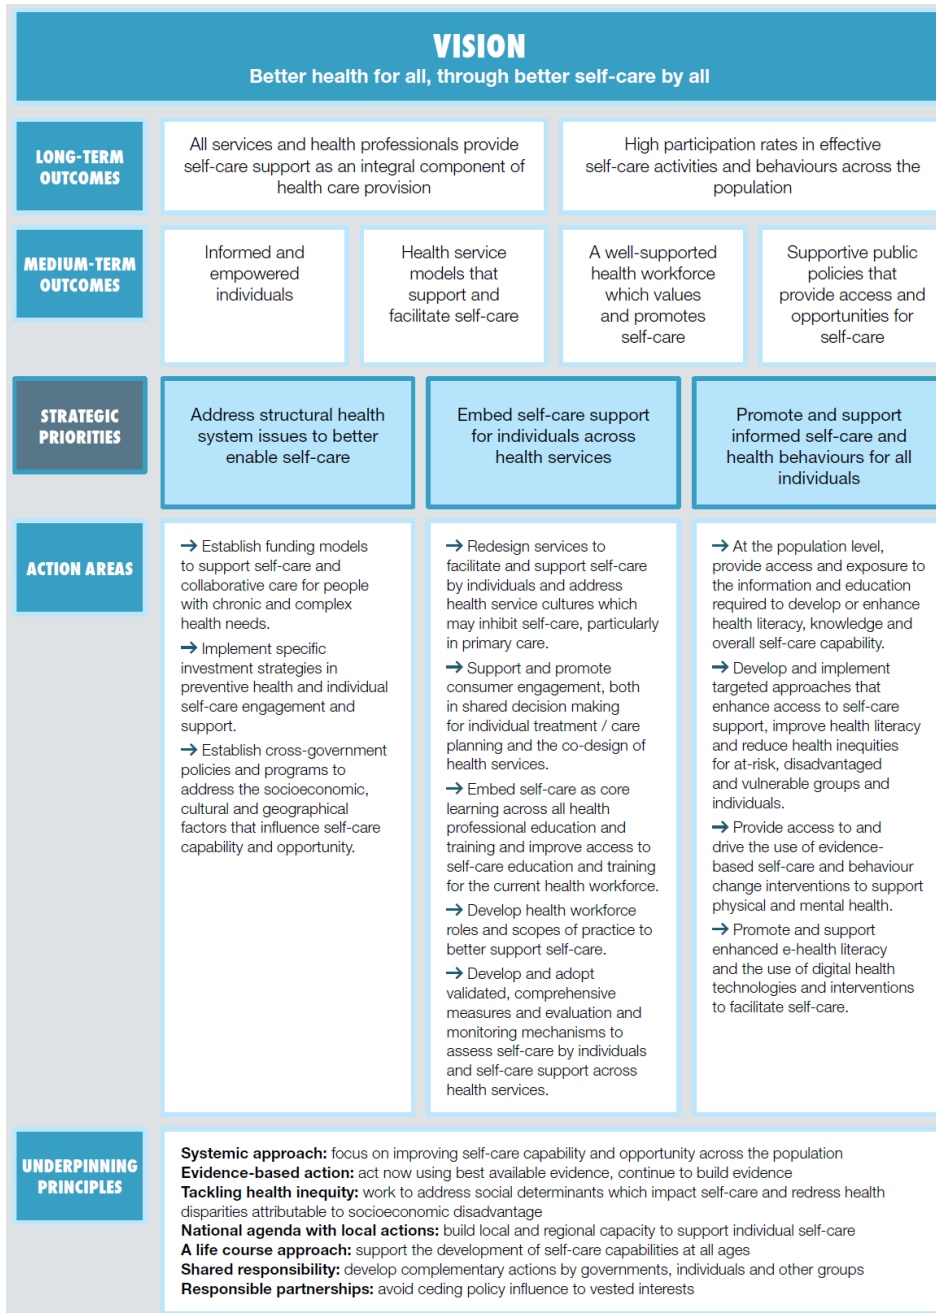 VISION
Better health for all, through better self-care by all
LONG-TERM
OUTCOMES
All services and health professionals provide
self-care support as an integral component of
health care provision
High participation rates in effective
self-care activities and behaviours across the
population
MEDIUM-TERM
OUTCOMES
Informed and
empowered
individuals
Health service
models that
support and
facilitate self-care
A well-supported
health workforce
which values
and promotes
self-care
Supportive public
policies that
provide access and
opportunities for
self-care
STRATEGIC
PRIORITIES
Address structural health
system issues to better
enable self-care
Embed self-care support
for individuals across
health services
Promote and support
informed self-care and
health behaviours for all
individuals
ACTION AREAS
→ Establish funding models
to support self-care and
collaborative care for people
with chronic and complex
health needs.
→ Implement specific
investment strategies in
preventive health and individual
self-care engagement and
support.
→ Establish cross-government
policies and programs to
address the socioeconomic,
cultural and geographical
factors that influence self-care
capability and opportunity.
→ Redesign services to
facilitate and support self-care
by individuals and address
health service cultures which
may inhibit self-care, particularly
in primary care.
→ Support and promote
consumer engagement, both
in shared decision making
for individual treatment / care
planning and the co-design of
health services.
→ Embed self-care as core
learning across all health
professional education and
training and improve access to
self-care education and training
for the current health workforce.
→ Develop health workforce
roles and scopes of practice to
better support self-care.
→ Develop and adopt
validated, comprehensive
measures and evaluation and
monitoring mechanisms to
assess self-care by individuals
and self-care support across
health services.
→ At the population level,
provide access and exposure to
the information and education
required to develop or enhance
health literacy, knowledge and
overall self-care capability.
→ Develop and implement
targeted approaches that
enhance access to self-care
support, improve health literacy
and reduce health inequities
for at-risk, disadvantaged
and vulnerable groups and
individuals.
→ Provide access to and
drive the use of evidence-
based self-care and behaviour
change interventions to support
physical and mental health.
→ Promote and support
enhanced e-health literacy
and the use of digital health
technologies and interventions
to facilitate self-care.
UNDERPINNING
PRINCIPLES
Systemic approach: focus on improving self-care capability and opportunity across the population
Evidence-based action: act now using best available evidence, continue to build evidence
Tackling health inequity: work to address social determinants which impact self-care and redress health
disparities attributable to socioeconomic disadvantage
National agenda with local actions: build local and regional capacity to support individual self-care
A life course approach: support the development of self-care capabilities at all ages
Shared responsibility: develop complementary actions by governments, individuals and other groups
Responsible partnerships: avoid ceding policy influence to vested interests